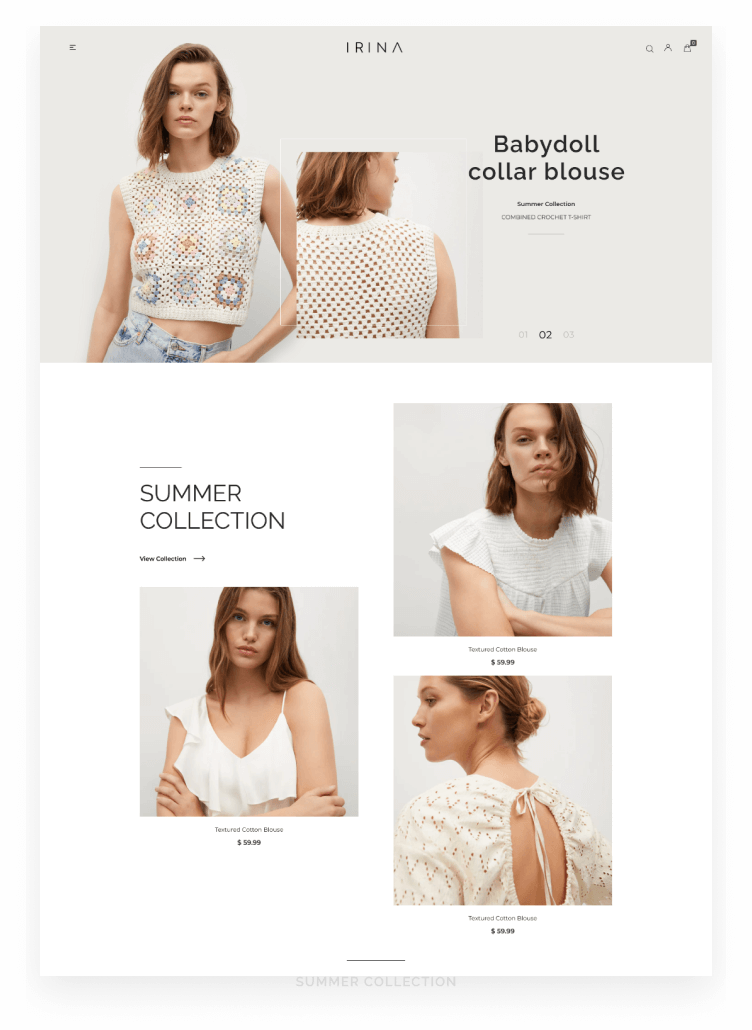 IRINA
0
Babydoll
collar blouse
Summer Collection
COMBINED CROCHET T-SHIRT
01 02 03
SUMMER
COLLECTION
View Collection
Textured Cotton Blouse
$ 59.99
Textured Cotton Blouse
$ 59.99
Textured Cotton Blouse
$ 59.99
SUMMER COLLECTION